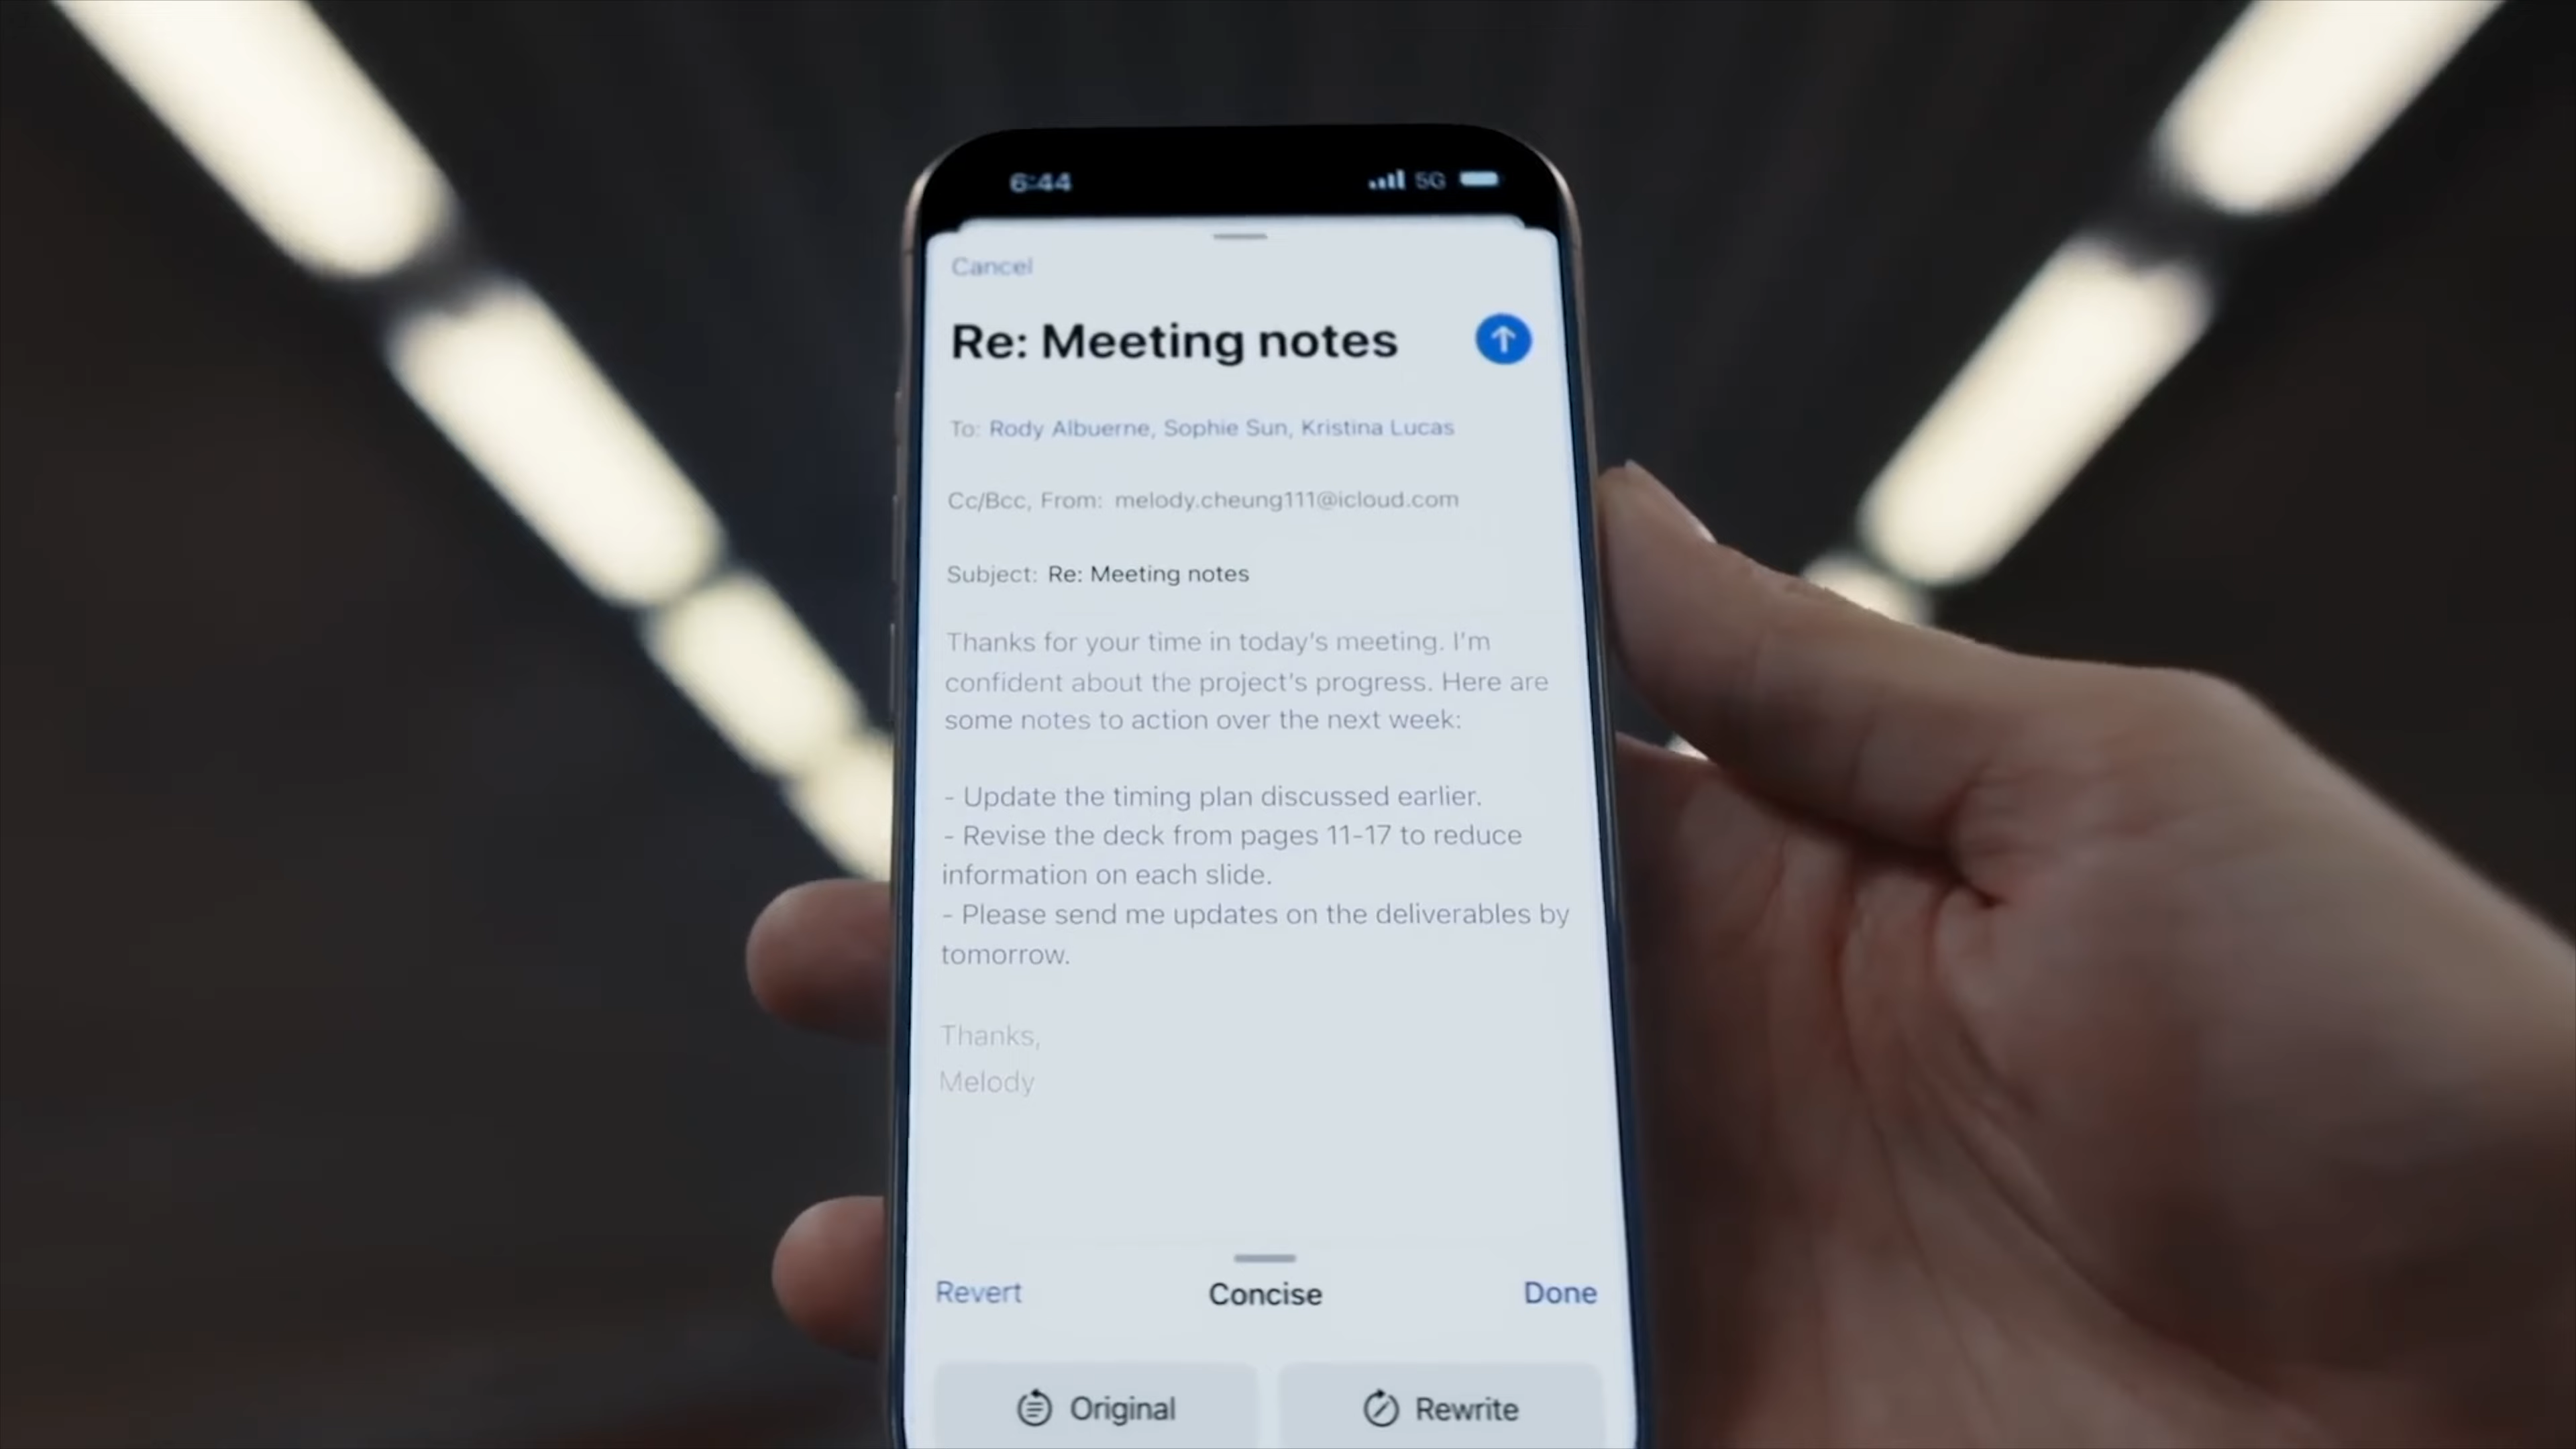 6:44 5G
Cancel
Re: Meeting notes
To: Rody Albuerne, Sophie Sun, Kristina Lucas
Cc/Bcc, From: melody.cheung111@icloud.com
Subject: Re: Meeting notes
Thanks for your time in today's meeting. I'm
confident about the project's progress. Here are
some notes to action over the next week:
- Update the timing plan discussed earlier.
- Revise the deck from pages 11-17 to reduce
information on each slide.
- Please send me updates on the deliverables by
tomorrow.
Thanks,
Melody
Revert Concise Done
Original Rewrite